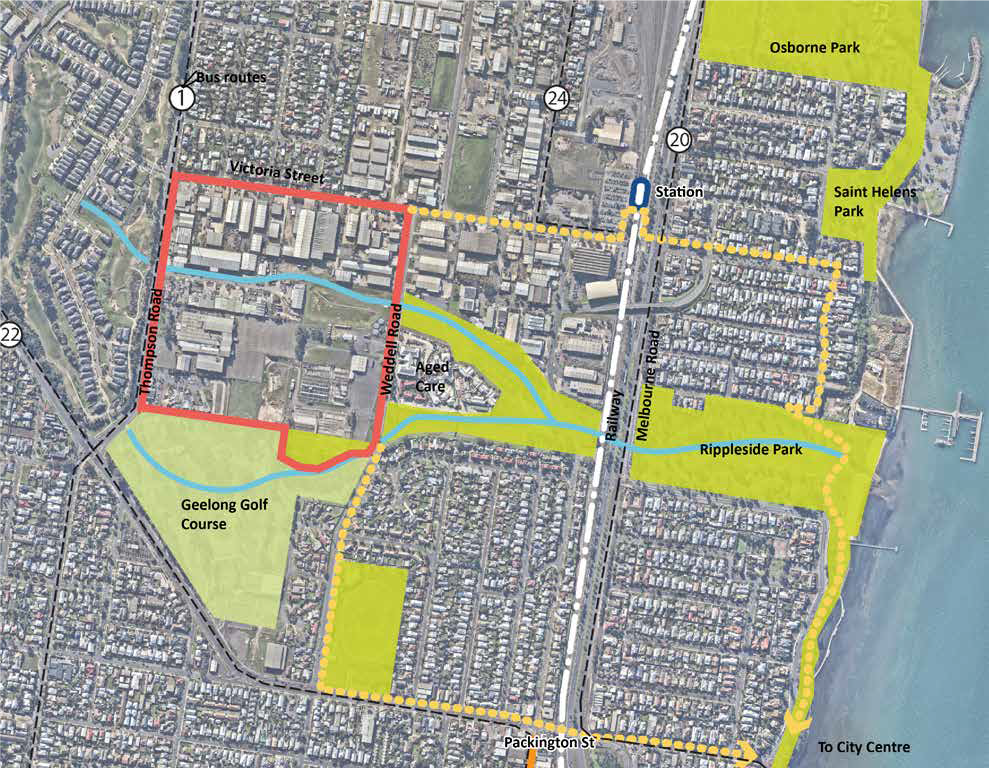 Osborne Park
Bus routes
1
24
20
Victoria Street
Station
Saint Helens
Park
22
Thompson Road
Weddell Road
Aged
Care
Railway
Melbourne Road
Rippleside Park
Geelong Golf
Course
Packington St
To City Centre